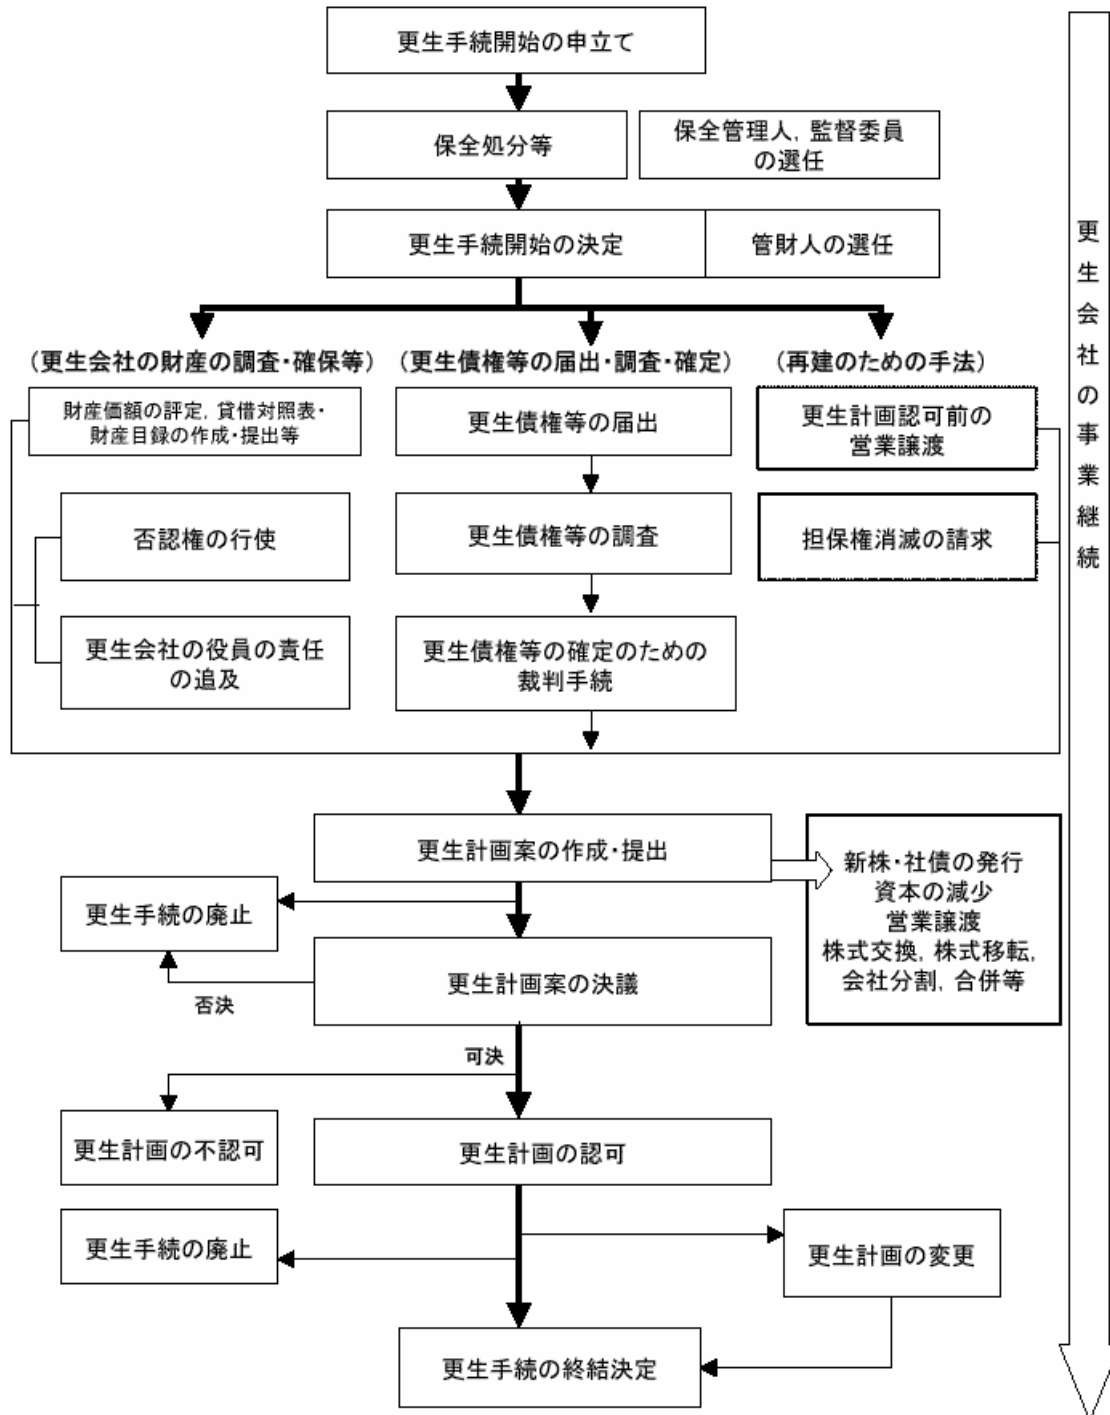 更生手続開始の申立て
保全処分等
保全管理人, 監督委員
の選任
更生手続開始の決定
管財人の選任
(更生会社の財産の調査・確保等)
(更生債権等の届出・調査・確定)
(再建のための手法)
財産価額の評定, 貸借対照表・
財産目録の作成・提出等
更生債権等の届出
更生計画認可前の
営業譲渡
否認権の行使
更生債権等の調査
担保権消滅の請求
更生会社の役員の責任
の追及
更生債権等の確定のための
裁判手続
更生計画案の作成・提出
新株・社債の発行
資本の減少
営業譲渡
株式交換, 株式移転,
会社分割, 合併等
更生手続の廃止
更生計画案の決議
否決
可決
更生計画の不認可
更生計画の認可
更生手続の廃止
更生計画の変更
更生手続の終結決定
更生会社の事業継続